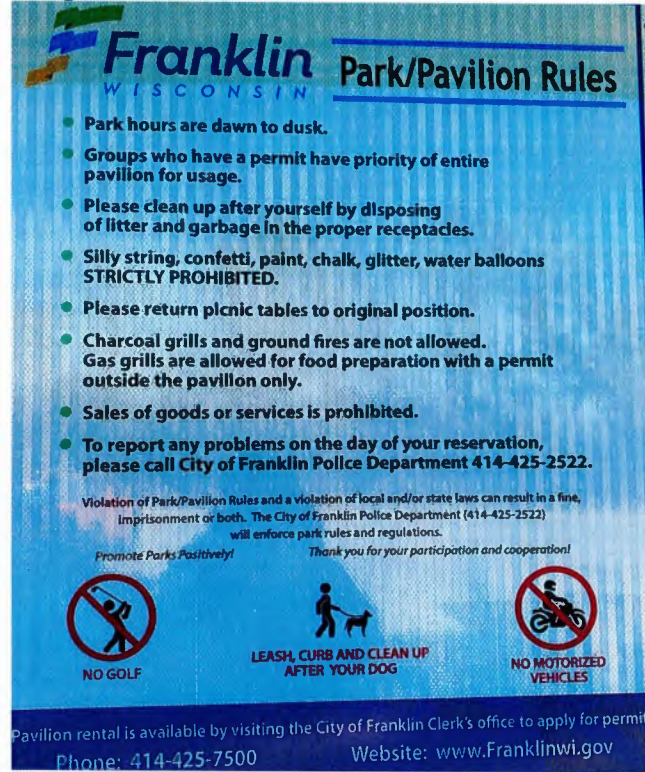 Franklin
WISCONSIN
Park/Pavilion Rules
Park hours are dawn to dusk.
Groups who have a permit have priority of entire
pavilion for usage.
Please clean up after yourself by disposing
of litter and garbage in the proper receptacles.
Silly string, confetti, paint, chalk, glitter, water balloons
STRICTLY PROHIBITED.
Please return picnic tables to original position.
Charcoal grills and ground fires are not allowed.
Gas grills are allowed for food preparation with a permit
outside the pavilion only.
Sales of goods or services is prohibited.
To report any problems on the day of your reservation,
please call City of Franklin Police Department 414-425-2522.
Violation of Park/Pavilion Rules and a violation of local and/or state laws can result in a fine,
imprisonment or both. The City of Franklin Police Department (414-425-2522)
will enforce park rules and regulations.
Promote Parks Positively! Thank you for your participation and cooperation!
NO GOLF
LEASH, CURB AND CLEAN UP
AFTER YOUR DOG
NO MOTORIZED
VEHICLES
Pavilion rental is available by visiting the City of Franklin Clerk's office to apply for permit
Phone: 414-425-7500 Website: www.Franklinwi.gov